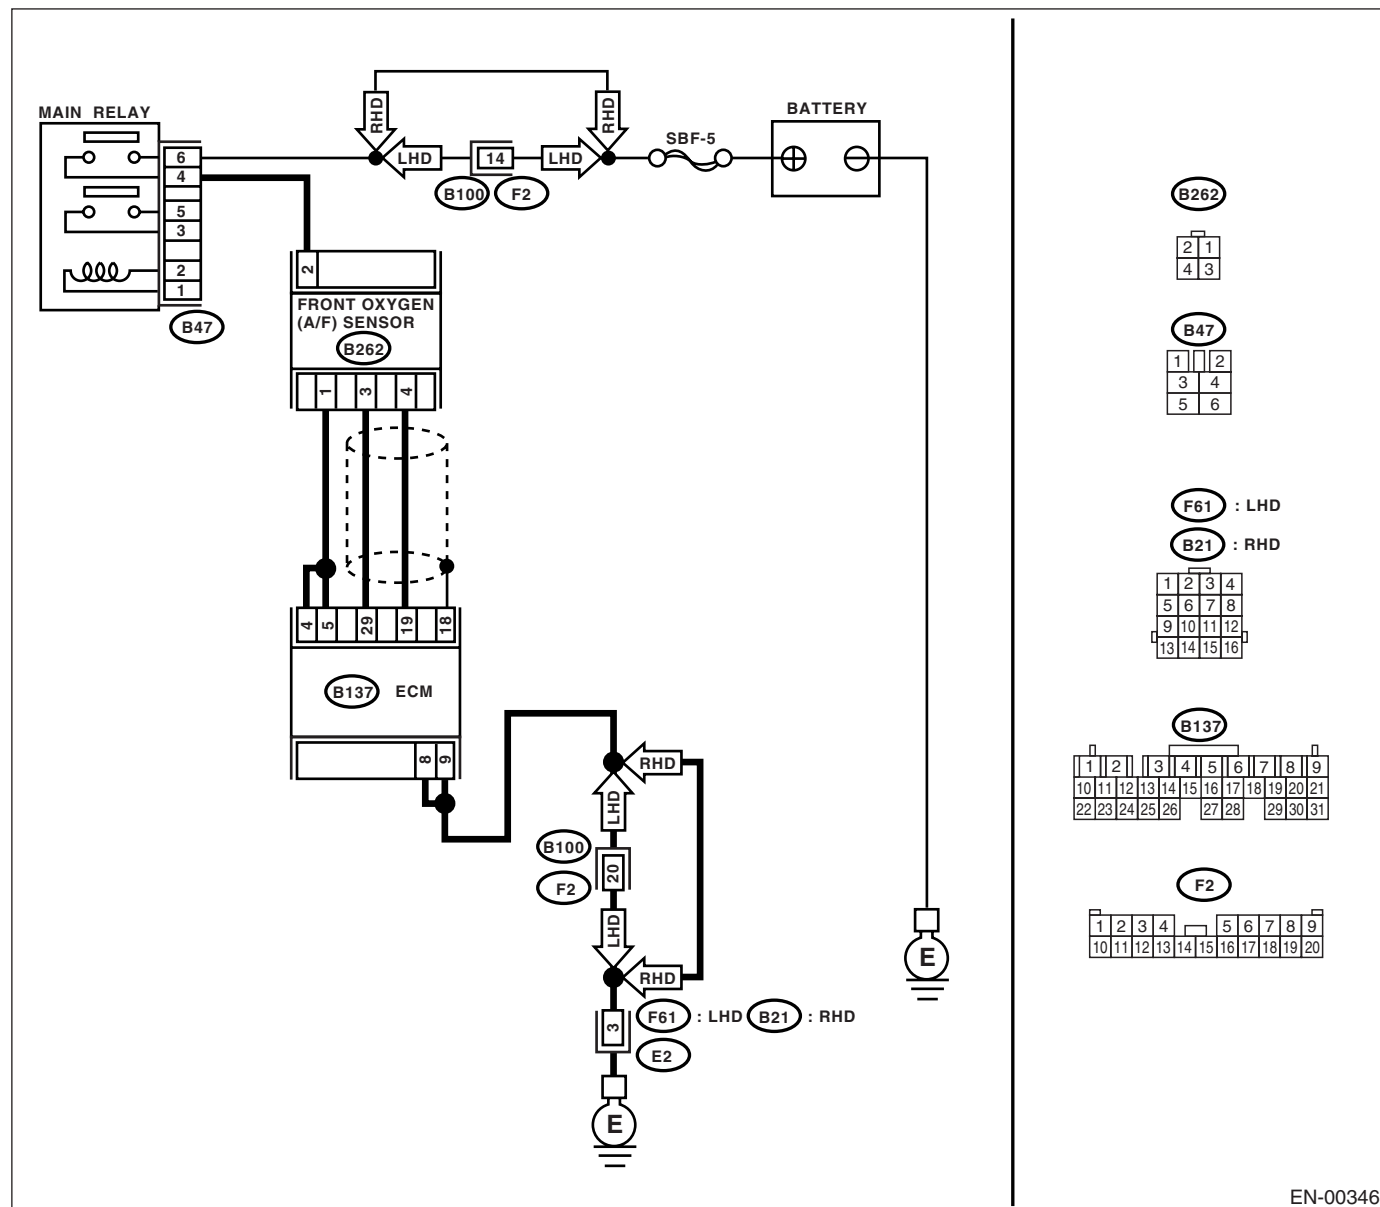 MAIN RELAY
6
4
5
3
2
1
B47
RHD
RHD
LHD
14
LHD
B100
F2
SBF-5
BATTERY
2
FRONT OXYGEN
(A/F) SENSOR
B262
1
3
4
4
5
29
19
18
B137
ECM
8
9
RHD
LHD
B100
20
F2
LHD
RHD
3
F61 : LHD B21 : RHD
E2
E
E
B262
2 1
4 3
B47
1 2
3 4
5 6
F61 : LHD
B21 : RHD
1 2 3 4
5 6 7 8
9 10 11 12
13 14 15 16
B137
1 2 3 4 5 6 7 8 9
10 11 12 13 14 15 16 17 18 19 20 21
22 23 24 25 26 27 28 29 30 31
F2
1 2 3 4 5 6 7 8 9
10 11 12 13 14 15 16 17 18 19 20
EN-00346